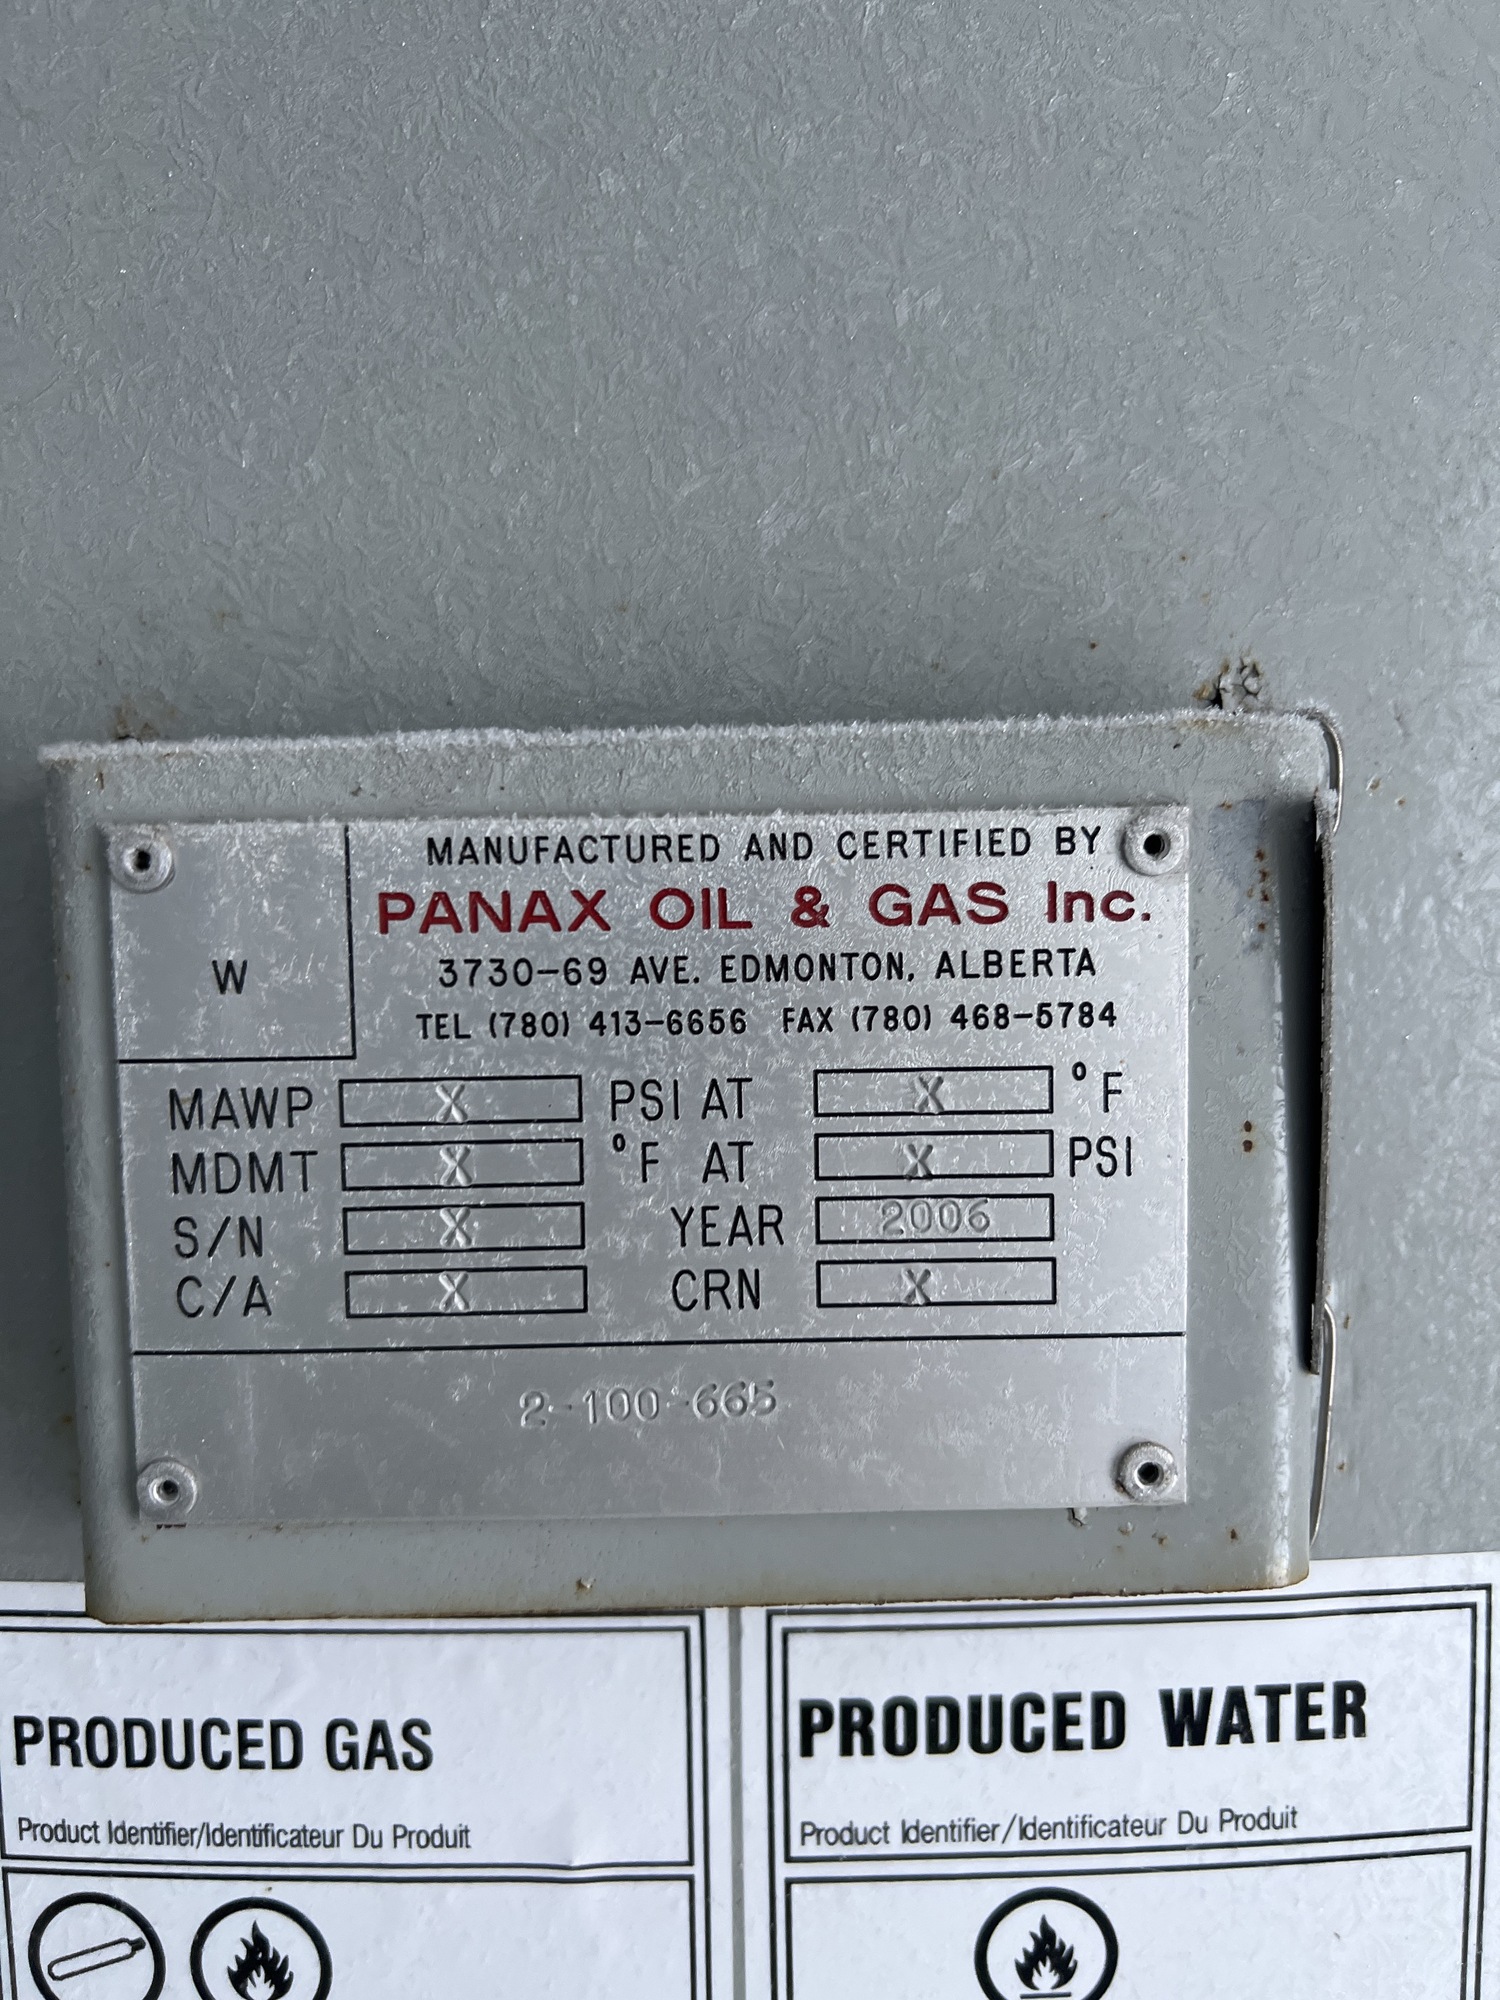 MANUFACTURED AND CERTIFIED BY
PANAX OIL & GAS Inc.
W
3730-69 AVE. EDMONTON, ALBERTA
TEL (780) 413-6656 FAX (780) 468-5784
MAWP X PSI AT X °F
MDMT X °F AT X PSI
S/N X YEAR 2006
C/A X CRN X
2-100-665
PRODUCED GAS
Product Identifier/Identificateur Du Produit
PRODUCED WATER
Product Identifier/Identificateur Du Produit